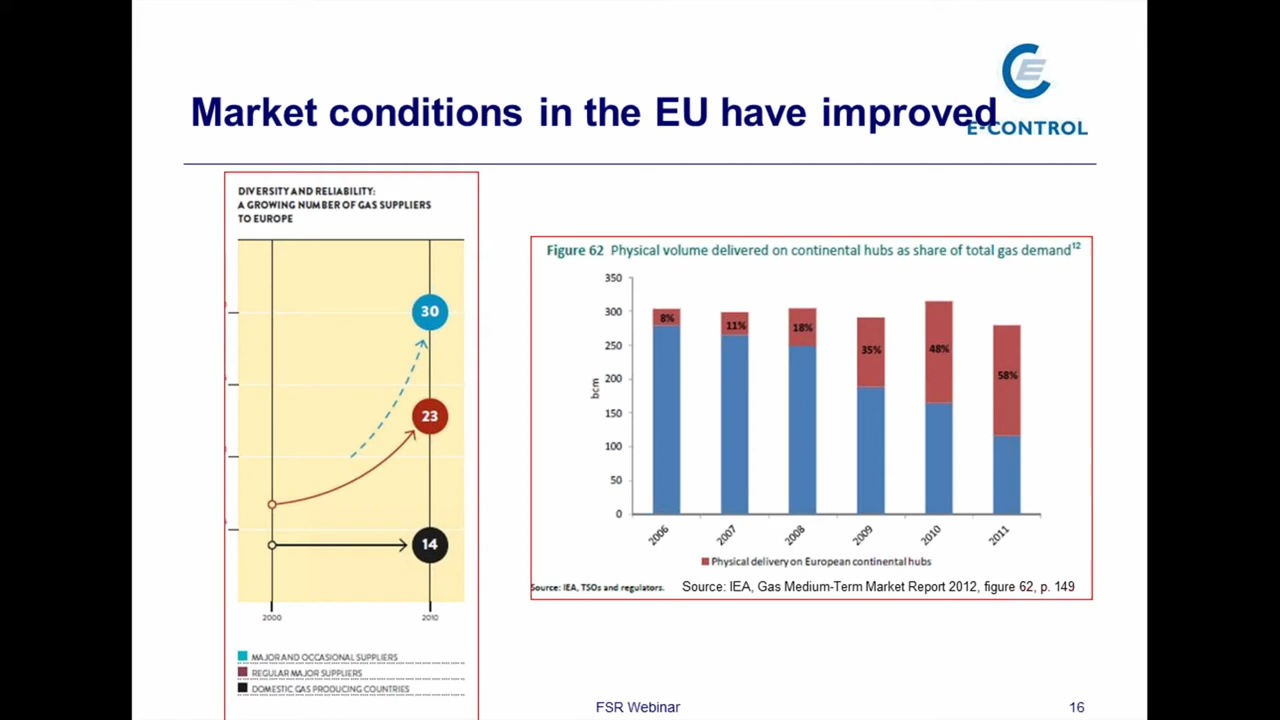 Market conditions in the EU have improved
E
E-CONTROL
DIVERSITY AND RELIABILITY:
A GROWING NUMBER OF GAS SUPPLIERS
TO EUROPE
30
23
14
2000 2010
MAJOR AND OCCASIONAL SUPPLIERS
REGULAR MAJOR SUPPLIERS
DOMESTIC GAS PRODUCING COUNTRIES
Figure 62 Physical volume delivered on continental hubs as share of total gas demand12
350
300
250
200
150
100
50
0
bcm
8% 11% 18% 35% 48% 58%
2006 2007 2008 2009 2010 2011
Physical delivery on European continental hubs
Source: IEA, TSOs and regulators. Source: IEA, Gas Medium-Term Market Report 2012, figure 62, p. 149
FSR Webinar 16